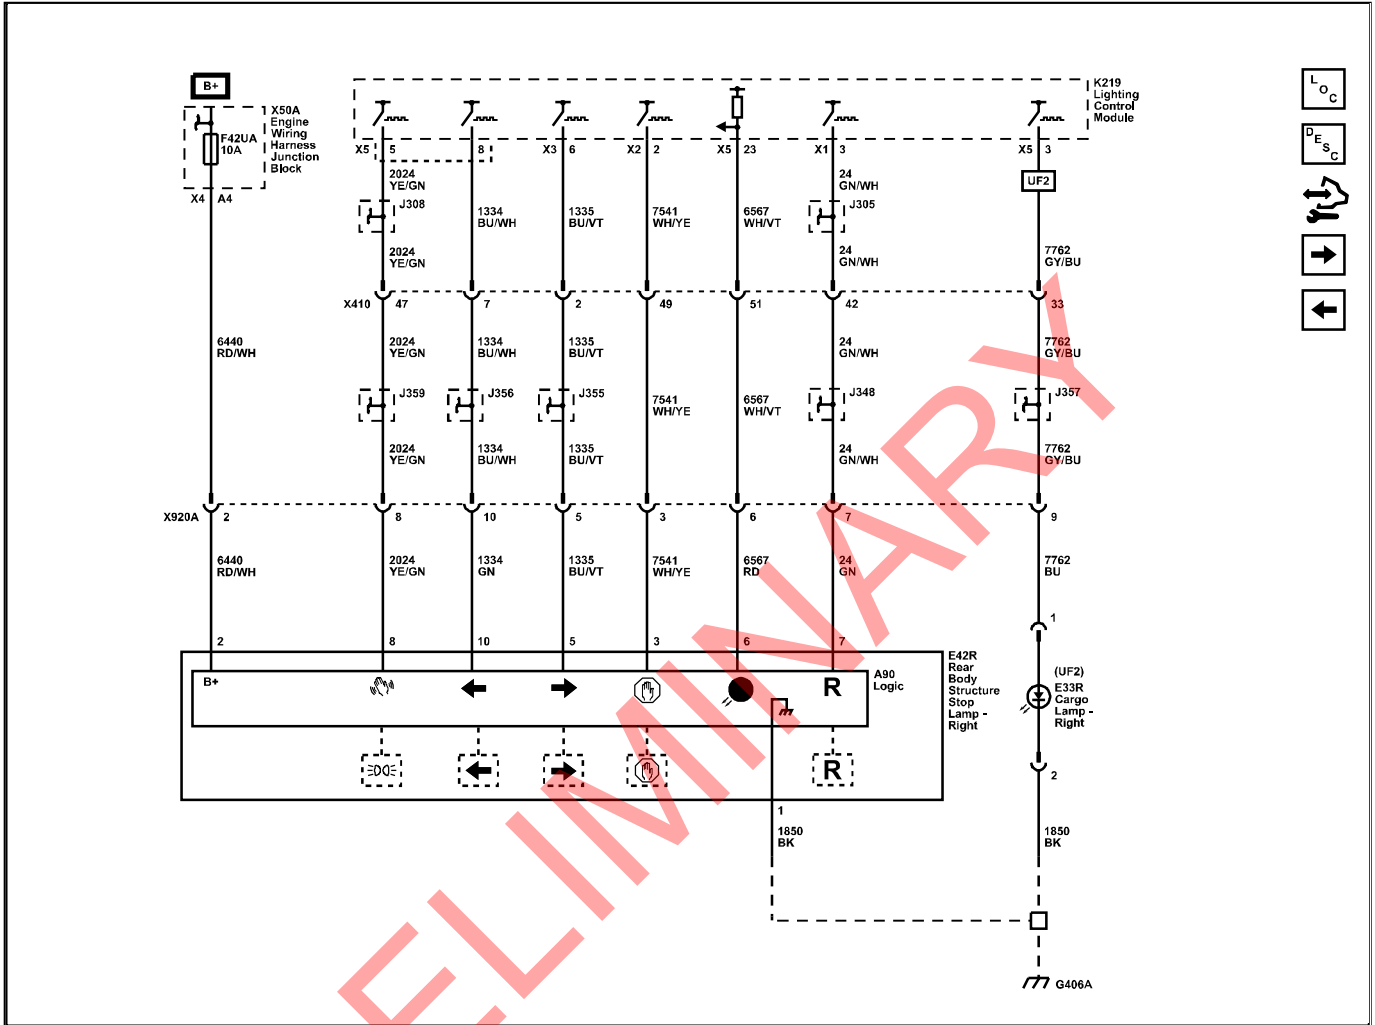 B+
X50A
Engine
Wiring
Harness
Junction
Block
F42UA
10A
X4 A4
K219
Lighting
Control
Module
L
O
C
D
E
S
C
X5 5 8 X3 6 X2 2 X5 23 X1 3 X5 3
UF2
2024
YE/GN
24
GN/WH
J308
J305
1334
BU/WH
1335
BU/VT
7541
WH/YE
6567
WH/VT
2024
YE/GN
24
GN/WH
7762
GY/BU
X410 47 7 2 49 51 42 33
6440
RD/WH
2024
YE/GN
1334
BU/WH
1335
BU/VT
24
GN/WH
7762
GY/BU
J359 J356 J355 J348 J357
7541
WH/YE
6567
WH/VT
2024
YE/GN
1334
BU/WH
1335
BU/VT
24
GN/WH
7762
GY/BU
X920A 2 8 10 5 3 6 7 9
6440
RD/WH
2024
YE/GN
1334
GN
1335
BU/VT
7541
WH/YE
6567
RD
24
GN
7762
BU
1
2 8 10 5 3 6 7
E42R
Rear
Body
Structure
Stop
Lamp -
Right
B+
R
A90
Logic
(UF2)
E33R
Cargo
Lamp -
Right
R
2
1
1850
BK
1850
BK
G406A
ELIMINARY